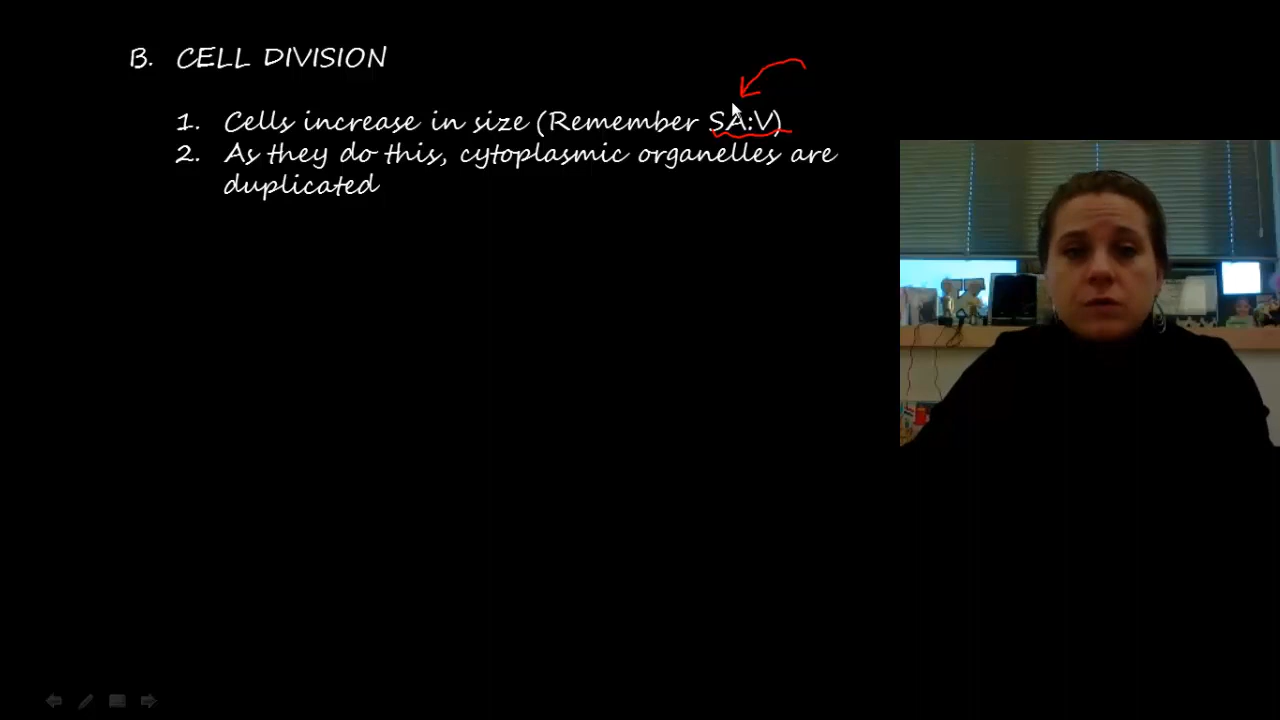 B. CELL DIVISION
1. Cells increase in size (Remember SA:V)
2. As they do this, cytoplasmic organelles are
duplicated